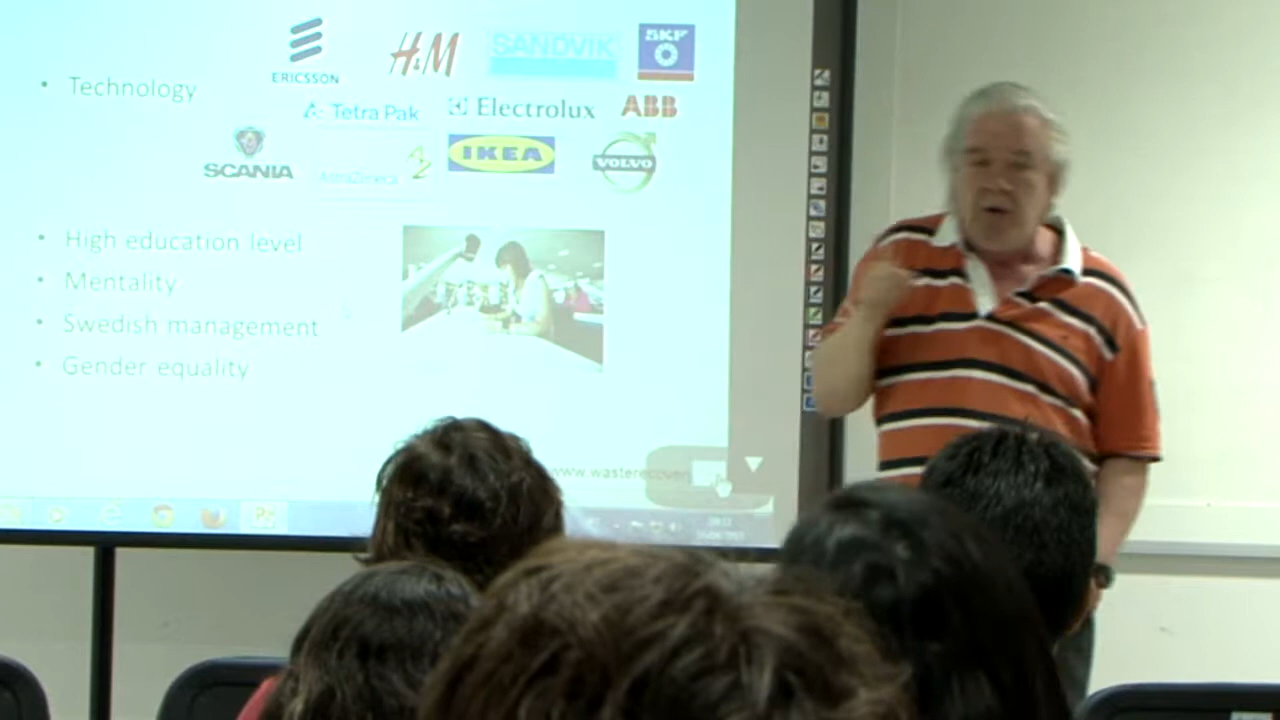 ERICSSON
H&M
SANDVIK
SKF
• Technology
Tetra Pak
Electrolux
ABB
SCANIA
AstraZeneca
IKEA
VOLVO
• High education level
• Mentality
• Swedish management
• Gender equality